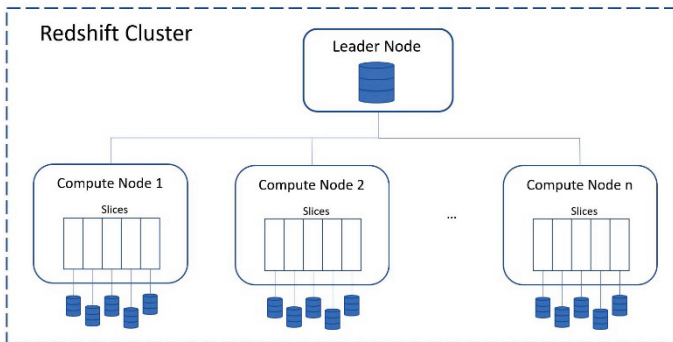 Redshift Cluster
Leader Node
Compute Node 1
Slices
Compute Node 2
Slices
...
Compute Node n
Slices